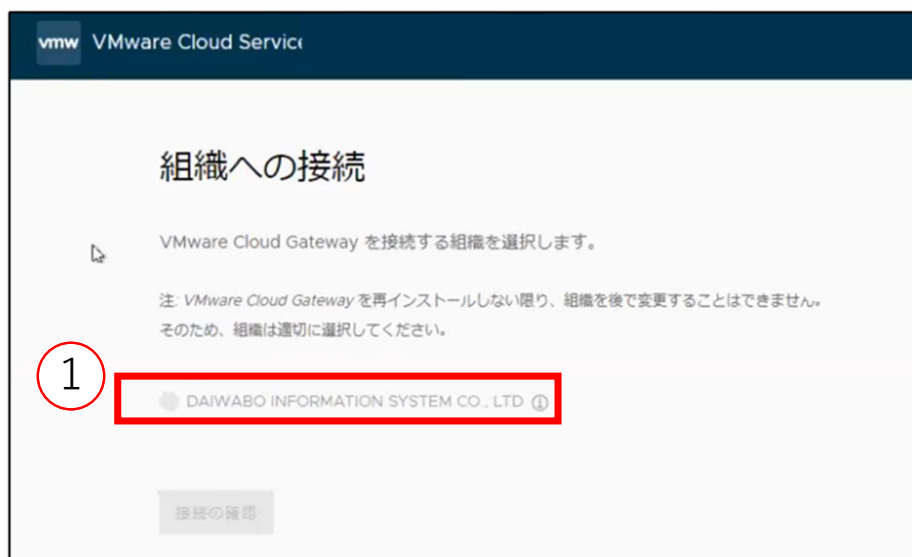 vmw VMware Cloud Servic
組織への接続
VMware Cloud Gateway を接続する組織を選択します。
注: VMware Cloud Gateway を再インストールしない限り、組織を後で変更することはできません。
そのため、組織は適切に選択してください。
1
DAIWABO INFORMATION SYSTEM CO., LTD
接続の確認